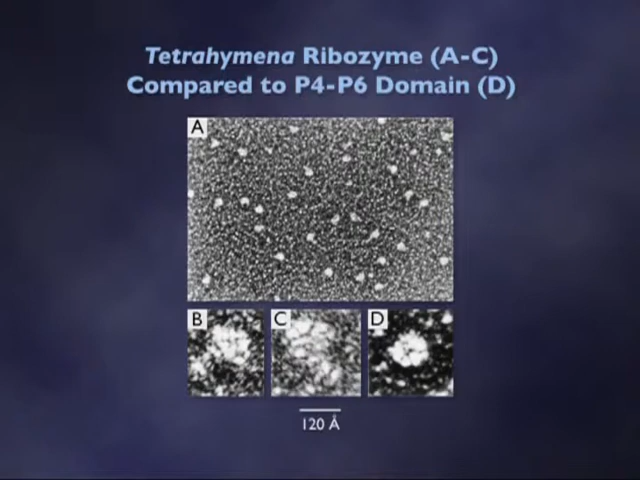 Tetrahymena Ribozyme (A-C)
Compared to P4-P6 Domain (D)
A
B C D
120 Å